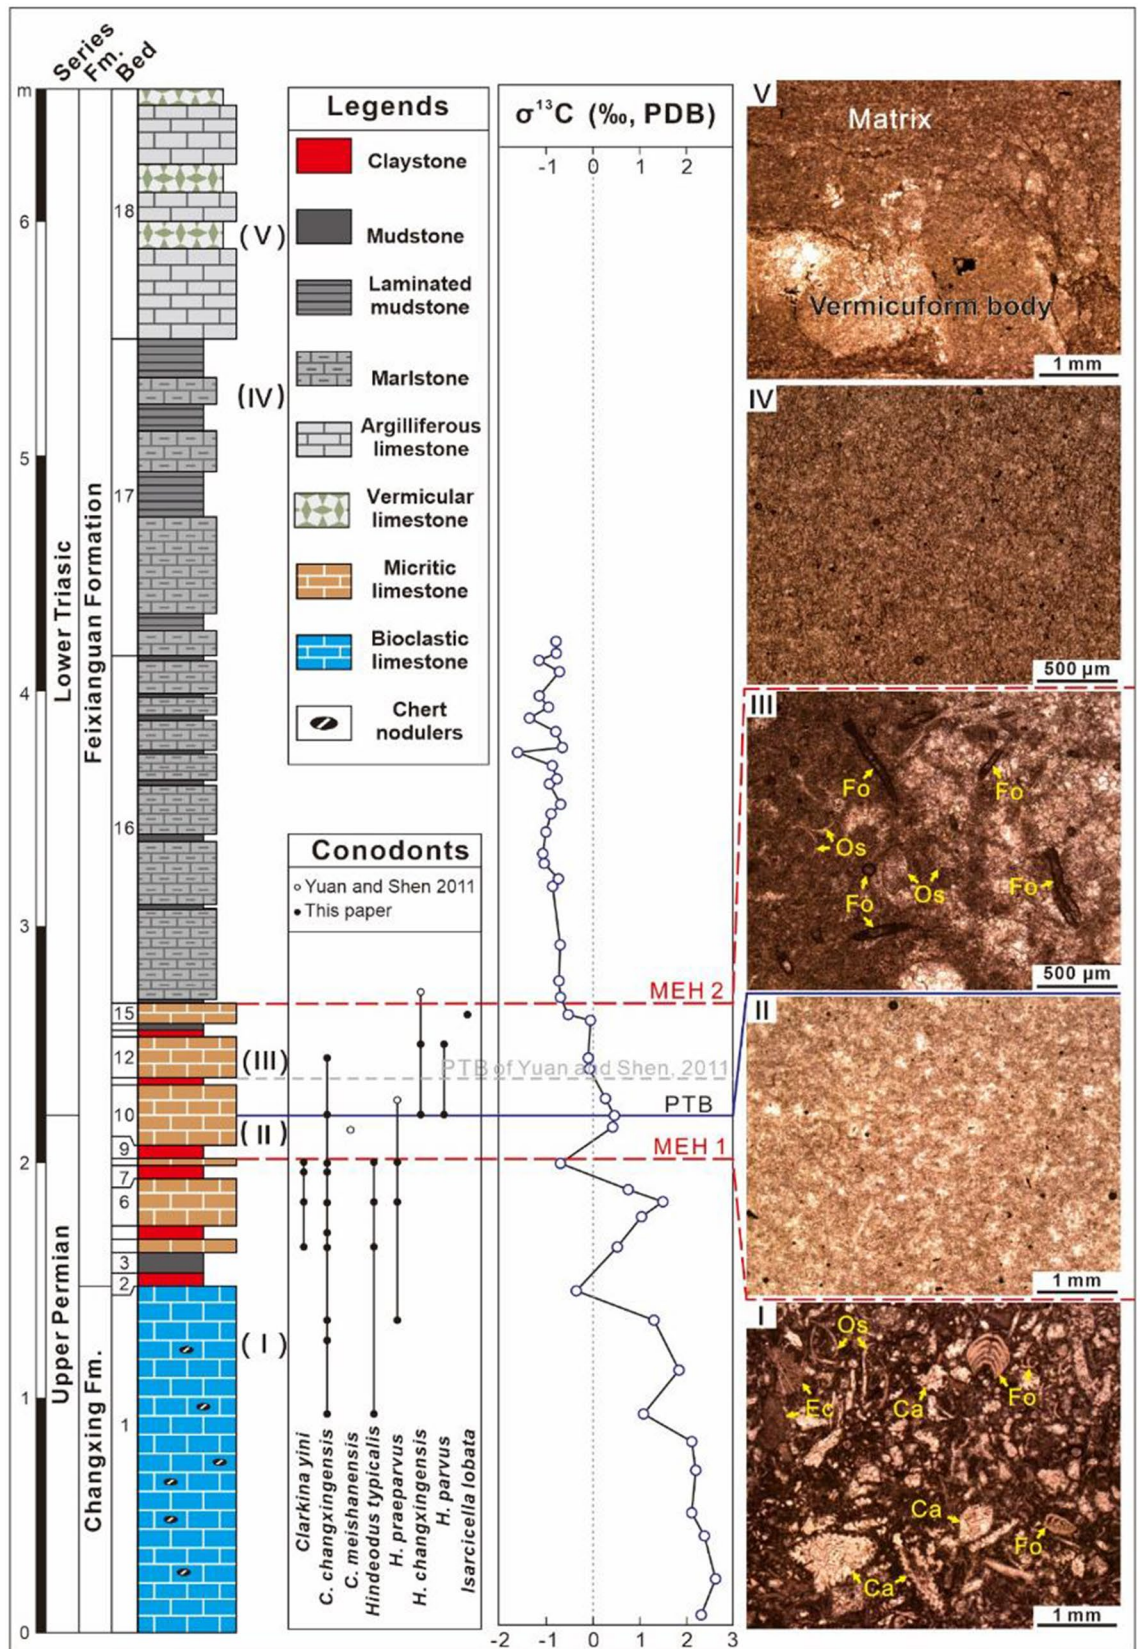 Series
Fm.
Bed
m
6
5
4
3
2
1
0
Lower Triasic
Upper Permian
Feixianguan Formation
Changxing Fm.
18
17
16
15
12
10
9
7
6
3
2
1
(V)
(IV)
(III)
(II)
(I)
Legends
Claystone
Mudstone
Laminated
mudstone
Marlstone
Argilliferous
limestone
Vermicular
limestone
Micritic
limestone
Bioclastic
limestone
Chert
nodulers
Conodonts
Yuan and Shen 2011
This paper
Clarkina yini
C. changxingensis
C. meishanensis
Hindeodus typicalis
H. praeparvus
H. changxingensis
H. parvus
Isarcicella lobata
σ¹³C (‰, PDB)
-1 0 1 2
MEH 2
PTB of Yuan and Shen, 2011
PTB
MEH 1
-2 -1 0 1 2 3
V
Matrix
Vermicuform body
1 mm
IV
500 μm
III
Fo
Fo
Os
Fo
Os
Fo
500 μm
II
1 mm
I
Os
Ec
Ca
Fo
Ca
Fo
Ca
1 mm